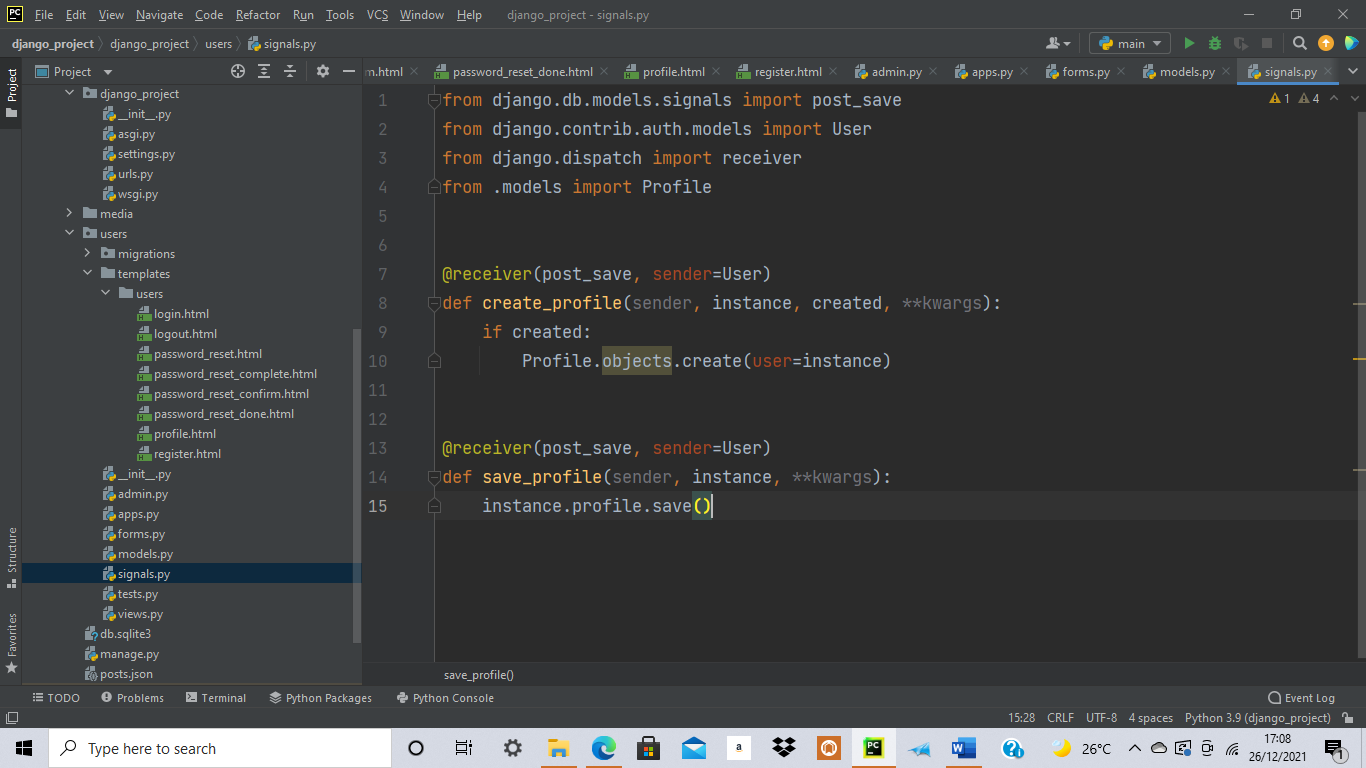 File Edit View Navigate Code Refactor Run Tools VCS Window Help django_project - signals.py
django_project django_project users signals.py main
Project m.html password_reset_done.html profile.html register.html admin.py apps.py forms.py models.py signals.py
Project
Structure
Favorites
django_project
__init__.py
asgi.py
settings.py
urls.py
wsgi.py
media
users
migrations
templates
users
login.html
logout.html
password_reset.html
password_reset_complete.html
password_reset_confirm.html
password_reset_done.html
profile.html
register.html
__init__.py
admin.py
apps.py
forms.py
models.py
signals.py
tests.py
views.py
db.sqlite3
manage.py
posts.json
1 from django.db.models.signals import post_save
1 4
2 from django.contrib.auth.models import User
3 from django.dispatch import receiver
4 from .models import Profile
5
6
7 @receiver(post_save, sender=User)
8 def create_profile(sender, instance, created, **kwargs):
9 if created:
10 Profile.objects.create(user=instance)
11
12
13 @receiver(post_save, sender=User)
14 def save_profile(sender, instance, **kwargs):
15 instance.profile.save()
save_profile()
TODO Problems Terminal Python Packages Python Console Event Log
15:28 CRLF UTF-8 4 spaces Python 3.9 (django_project)
Type here to search a PC W 26°C 17:08
26/12/2021 1